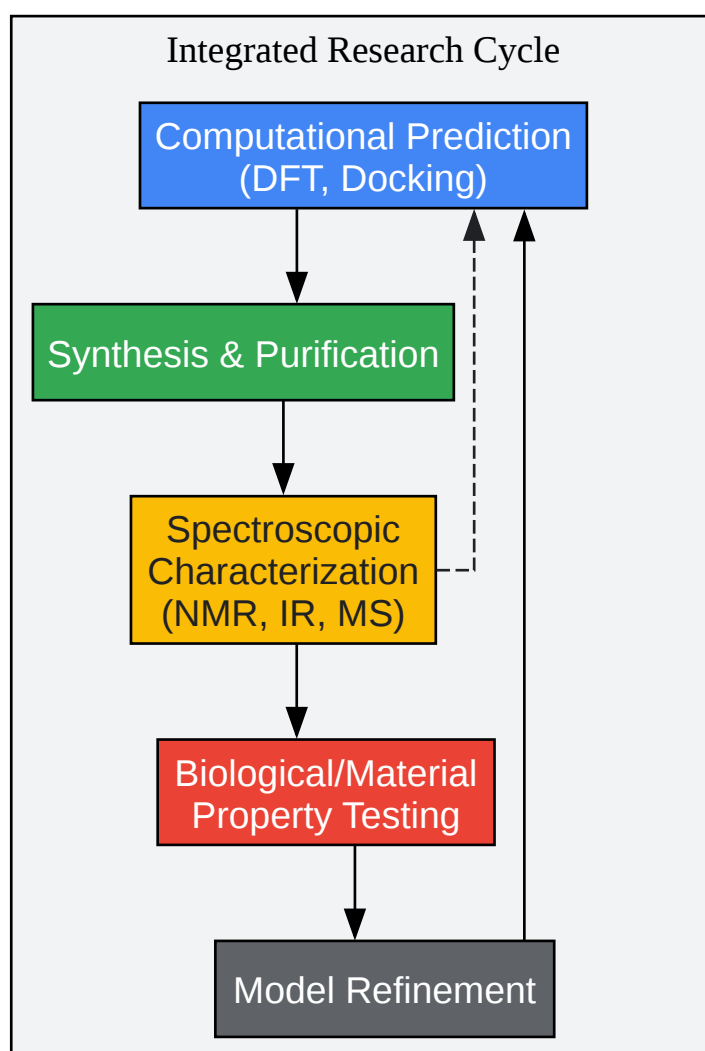 Integrated Research Cycle
Computational Prediction
(DFT, Docking)
Synthesis & Purification
Spectroscopic
Characterization
(NMR, IR, MS)
Biological/Material
Property Testing
Model Refinement